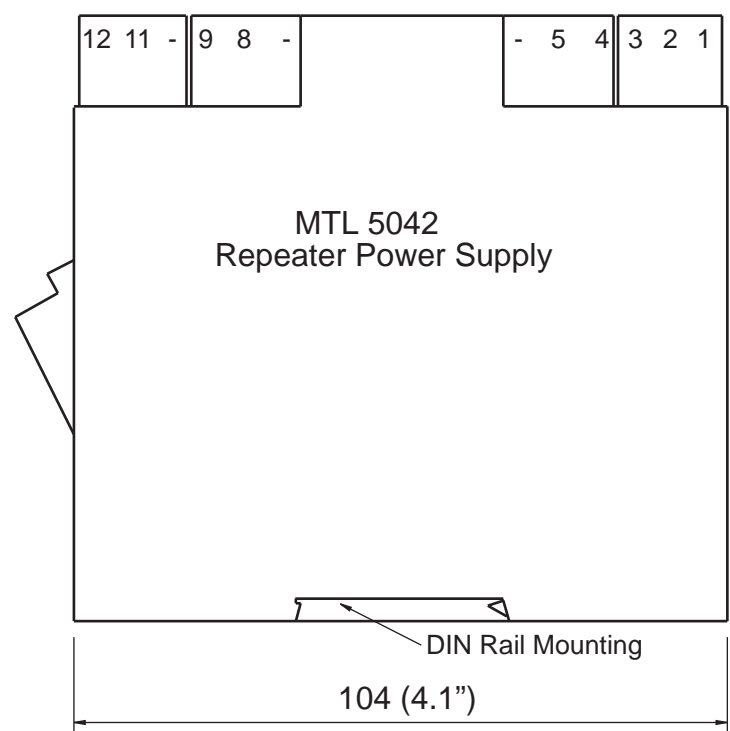 12 11 - 9 8 - - 5 4 3 2 1
MTL 5042
Repeater Power Supply
DIN Rail Mounting
104 (4.1”)